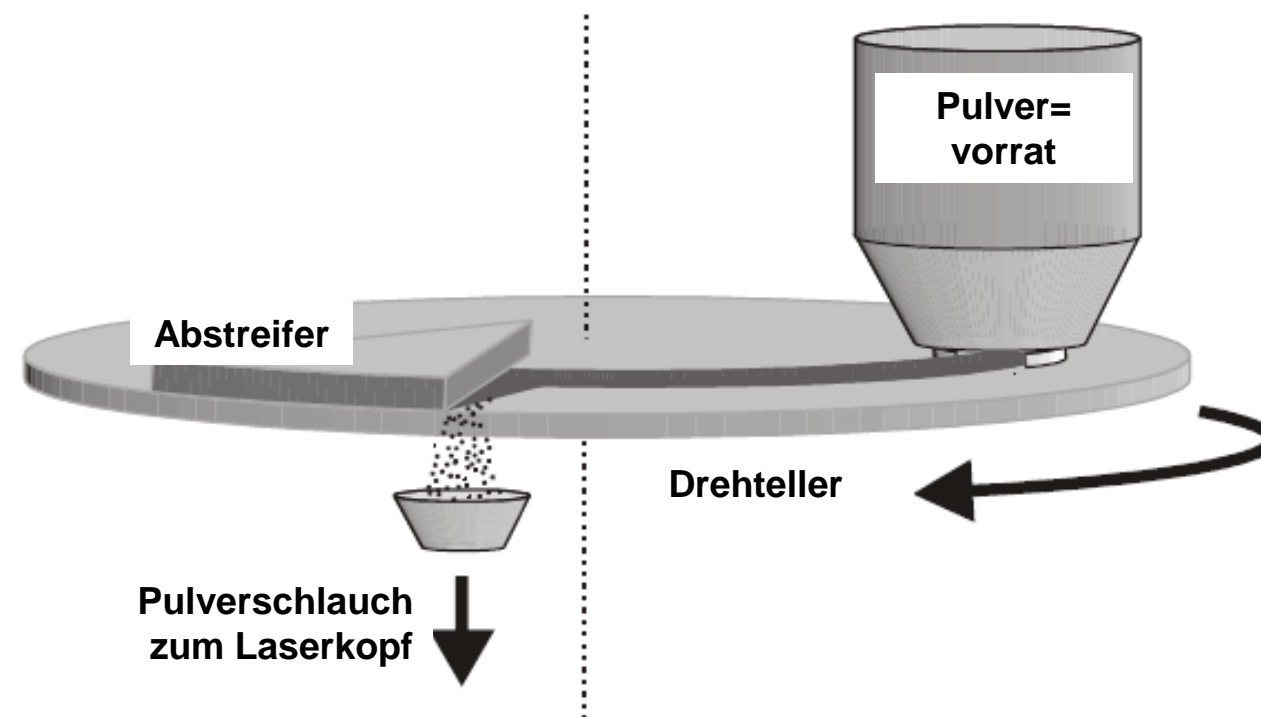 Pulver=
vorrat
Abstreifer
Drehteller
Pulverschlauch
zum Laserkopf